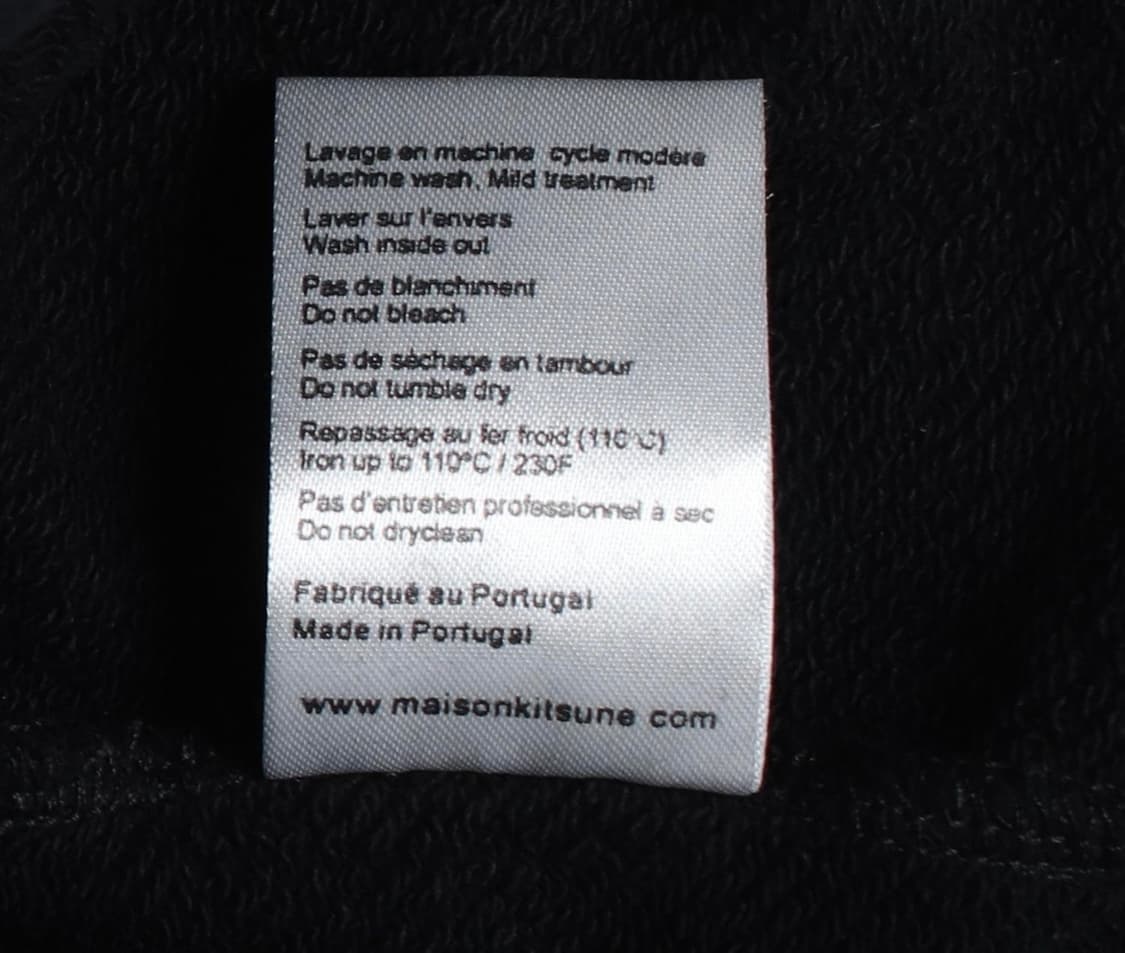 Lavage en machine cycle modéré
Machine wash, Mild treatment
Laver sur l'envers
Wash inside out
Pas de blanchiment
Do not bleach
Pas de séchage en tambour
Do not tumble dry
Repassage au fer froid (110°C)
Iron up to 110°C / 230F
Pas d'entretien professionnel à sec
Do not dryclean
Fabriqué au Portugal
Made in Portugal
www maisonkitsune com